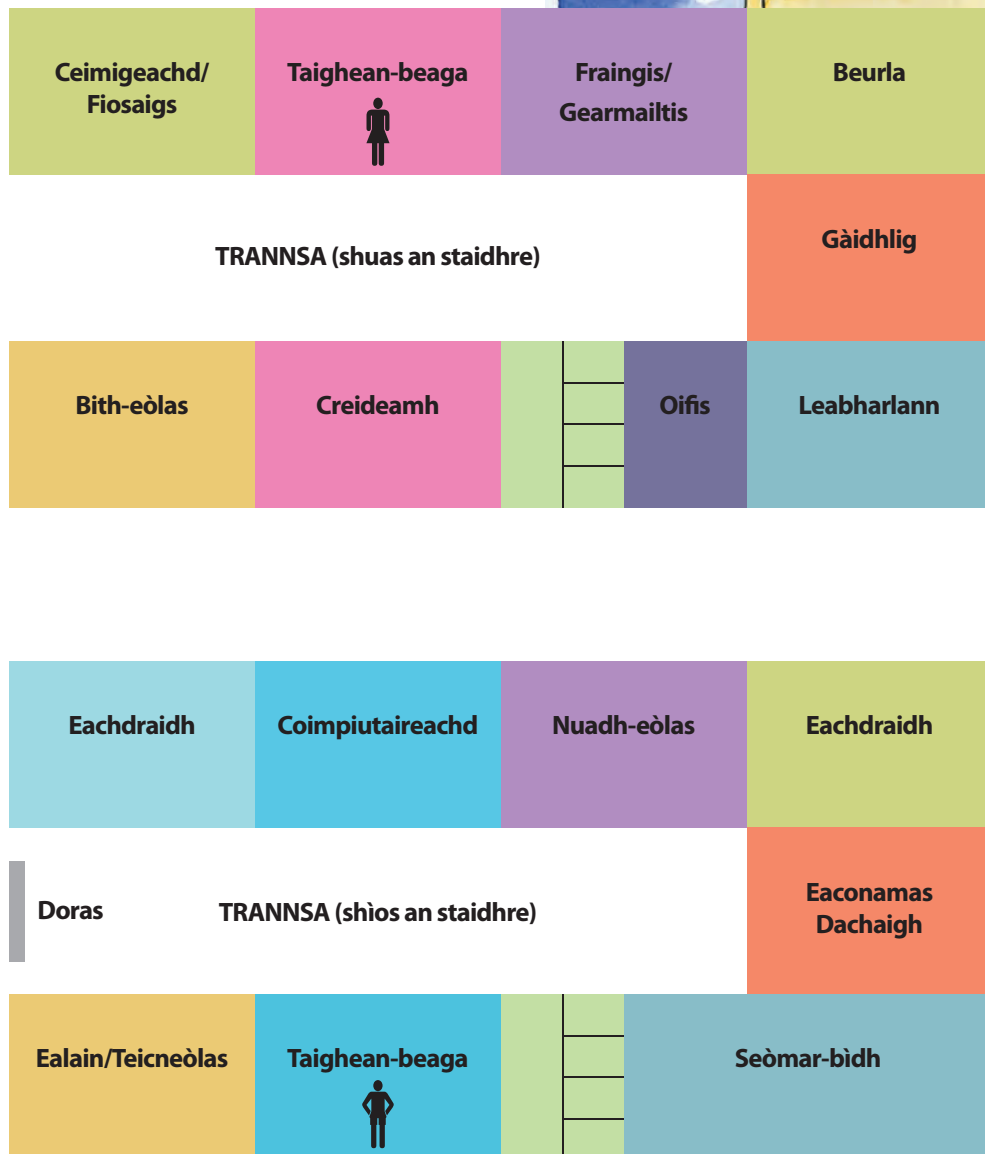 Ceimigeachd/
Fiosaigs
Taighean-beaga
Fraingis/
Gearmailtis
Beurla
TRANNSA (shuas an staidhre)
Gàidhlig
Bith-eòlas
Creideamh
Oifis
Leabharlann
Eachdraidh
Coimpiutaireachd
Nuadh-eòlas
Eachdraidh
Doras
TRANNSA (shìos an staidhre)
Eaconamas
Dachaigh
Ealain/Teicneòlas
Taighean-beaga
Seòmar-bìdh